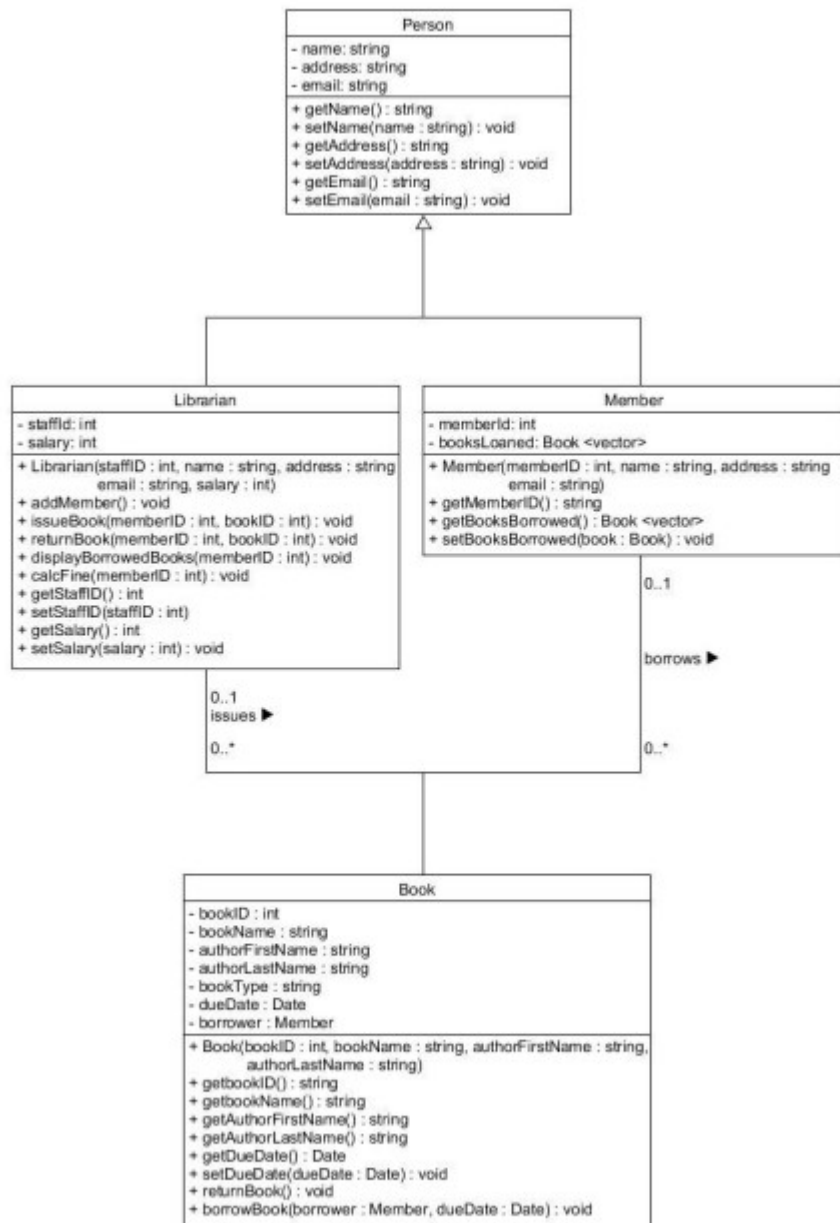 Person
- name: string
- address: string
- email: string
+ getName() : string
+ setName(name : string) : void
+ getAddress() : string
+ setAddress(address : string) : void
+ getEmail() : string
+ setEmail(email : string) : void
Librarian
- staffId: int
- salary: int
+ Librarian(staffID : int, name : string, address : string
email : string, salary : int)
+ addMember() : void
+ issueBook(memberID : int, bookID : int) : void
+ returnBook(memberID : int, bookID : int) : void
+ displayBorrowedBooks(memberID : int) : void
+ calcFine(memberID : int) : void
+ getStaffID() : int
+ setStaffID(staffID : int)
+ getSalary() : int
+ setSalary(salary : int) : void
Member
- memberId: int
- booksLoaned: Book <vector>
+ Member(memberID : int, name : string, address : string
email : string)
+ getMemberID() : string
+ getBooksBorrowed() : Book <vector>
+ setBooksBorrowed(book : Book) : void
0..1
issues ▶
0..*
0..1
borrows ▶
0..*
Book
- bookID : int
- bookName : string
- authorFirstName : string
- authorLastName : string
- bookType : string
- dueDate : Date
- borrower : Member
+ Book(bookID : int, bookName : string, authorFirstName : string,
authorLastName : string)
+ getbookID() : string
+ getbookName() : string
+ getAuthorFirstName() : string
+ getAuthorLastName() : string
+ getDueDate() : Date
+ setDueDate(dueDate : Date) : void
+ returnBook() : void
+ borrowBook(borrower : Member, dueDate : Date) : void